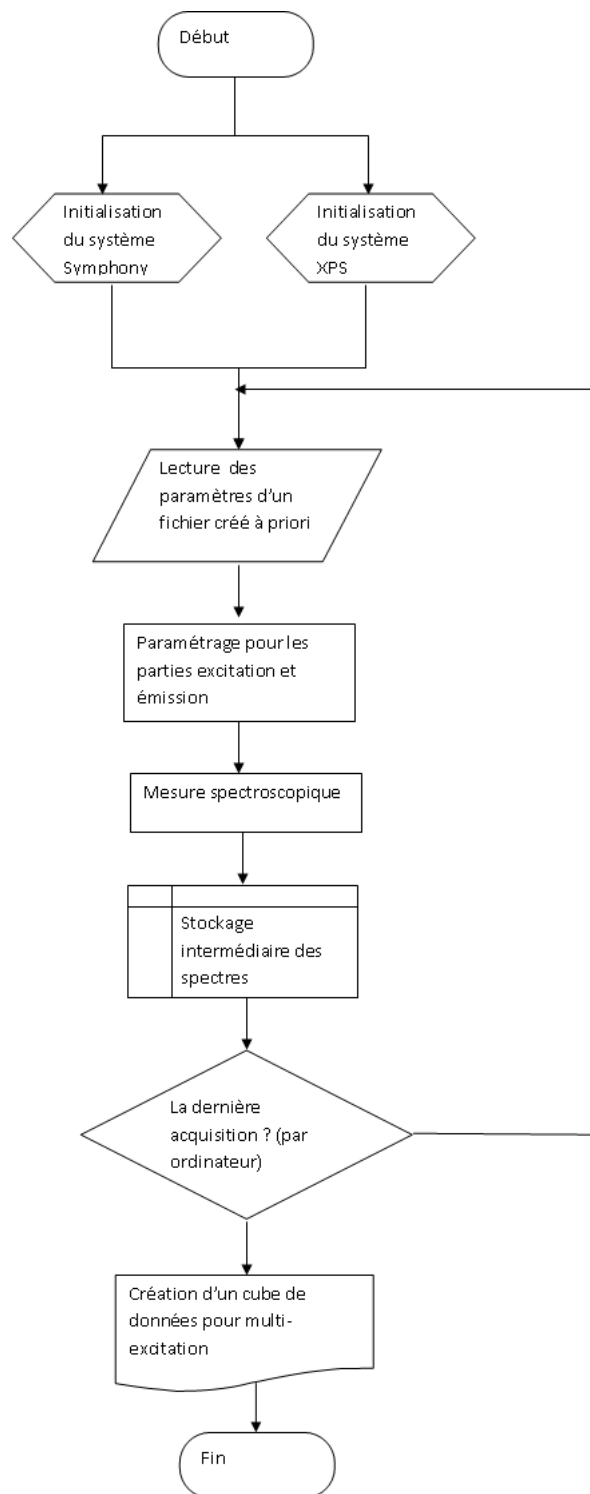 Début
Initialisation
du système
Symphony
Initialisation
du système
XPS
Lecture des
paramètres d'un
fichier créé à priori
Paramétrage pour les
parties excitation et
émission
Mesure spectroscopique
Stockage
intermédiaire des
spectres
La dernière
acquisition ? (par
ordinateur)
Création d'un cube de
données pour multi-
excitation
Fin